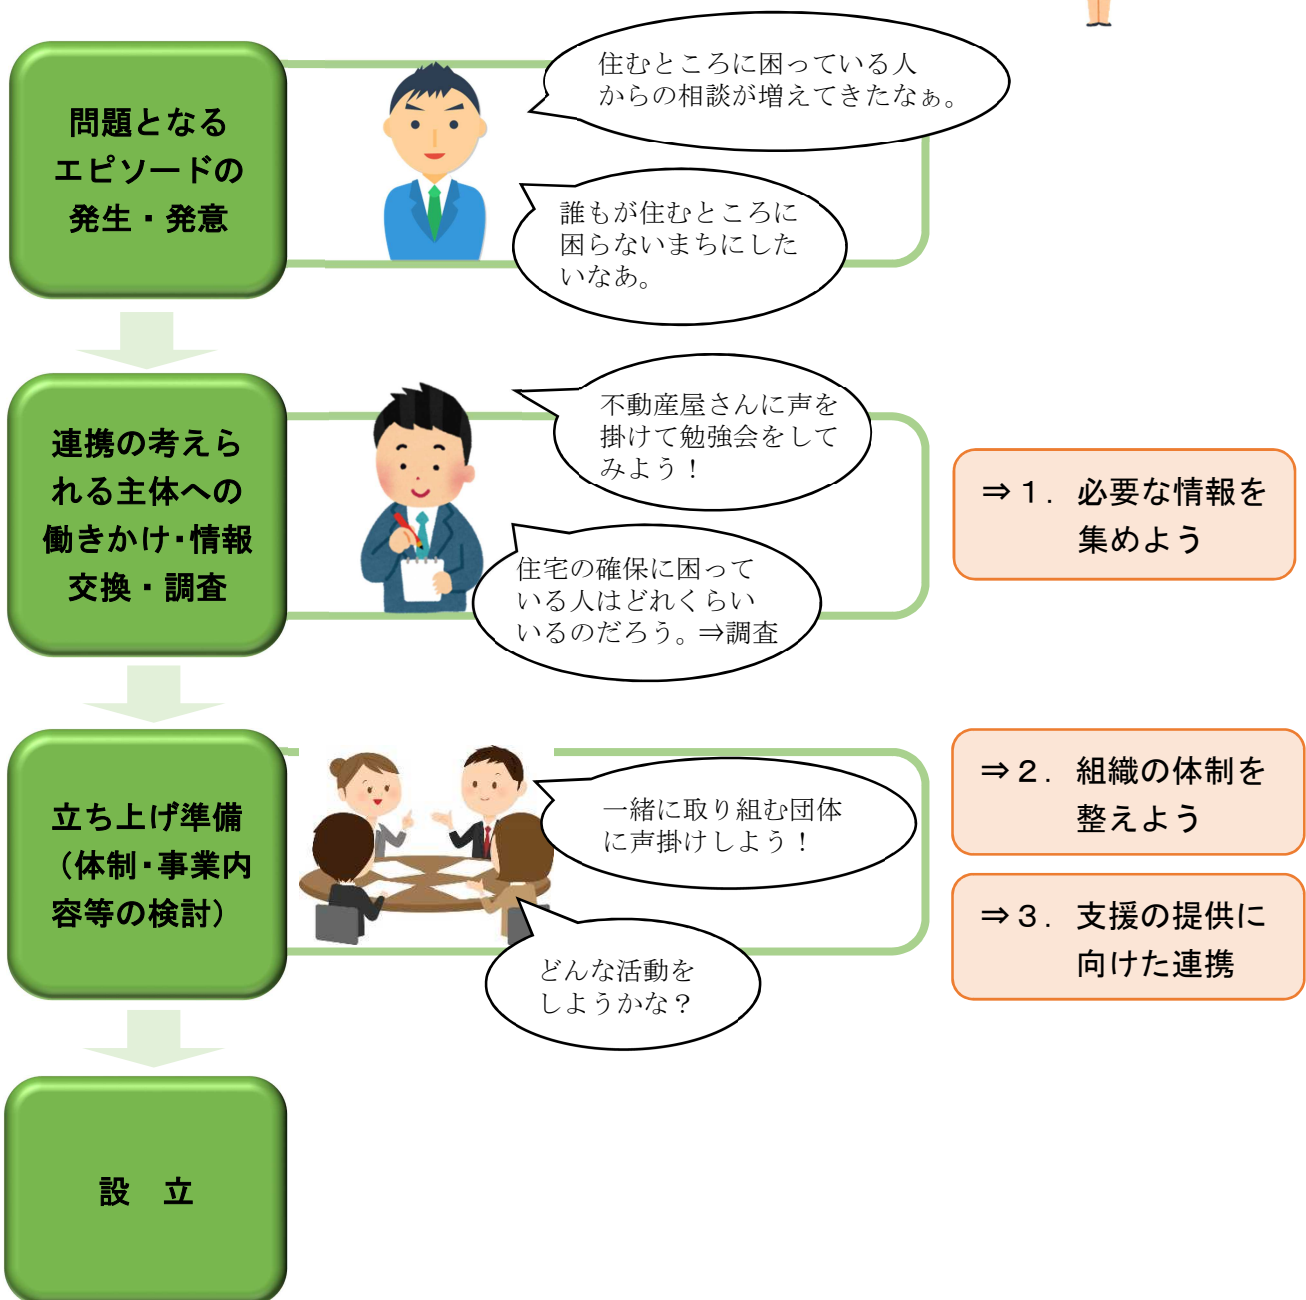 問題となる
エピソードの
発生・発意
住むところに困っている人
からの相談が増えてきたなぁ。
誰もが住むところに
困らないまちにした
いなあ。
連携の考えら
れる主体への
働きかけ・情報
交換・調査
不動産屋さんに声を
掛けて勉強会をして
みよう！
住宅の確保に困って
いる人はどれくらい
いるのだろう。⇒調査
⇒１．必要な情報を
集めよう
立ち上げ準備
（体制・事業内
容等の検討）
一緒に取り組む団体
に声掛けしよう！
どんな活動を
しようかな？
⇒２．組織の体制を
整えよう
⇒３．支援の提供に
向けた連携
設　立